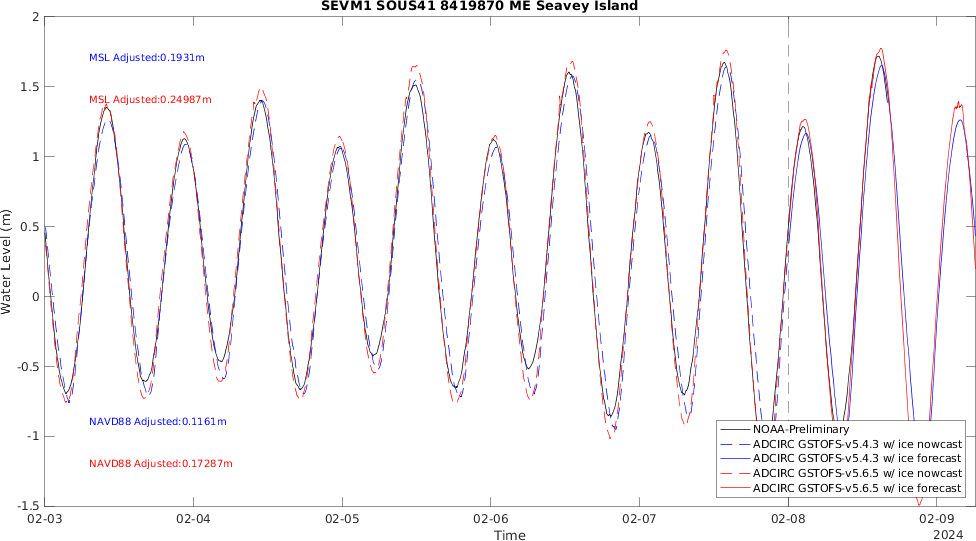 SEVM1 SOUS41 8419870 ME Seavey Island
2
1.5
1
0.5
0
-0.5
-1
-1.5
Water Level (m)
MSL Adjusted:0.1931m
MSL Adjusted:0.24987m
NAVD88 Adjusted:0.1161m
NAVD88 Adjusted:0.17287m
NOAA-Preliminary
ADCIRC GSTOFS-v5.4.3 w/ ice nowcast
ADCIRC GSTOFS-v5.4.3 w/ ice forecast
ADCIRC GSTOFS-v5.6.5 w/ ice nowcast
ADCIRC GSTOFS-v5.6.5 w/ ice forecast
02-03 02-04 02-05 02-06 02-07 02-08 02-09
Time
2024